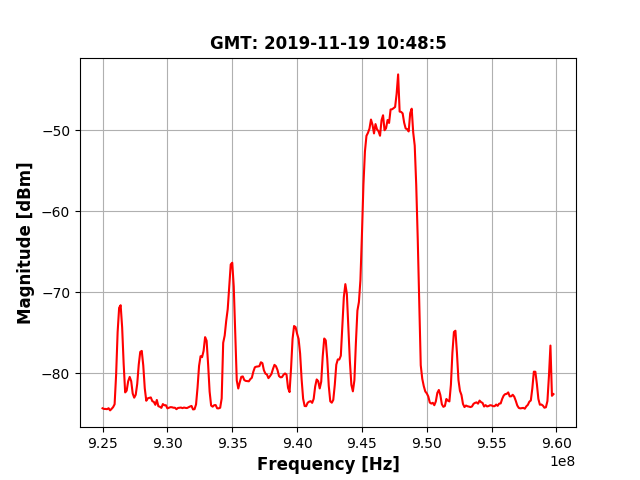 GMT: 2019-11-19 10:48:5
Magnitude [dBm]
−50
−60
−70
−80
9.25 9.30 9.35 9.40 9.45 9.50 9.55 9.60
1e8
Frequency [Hz]